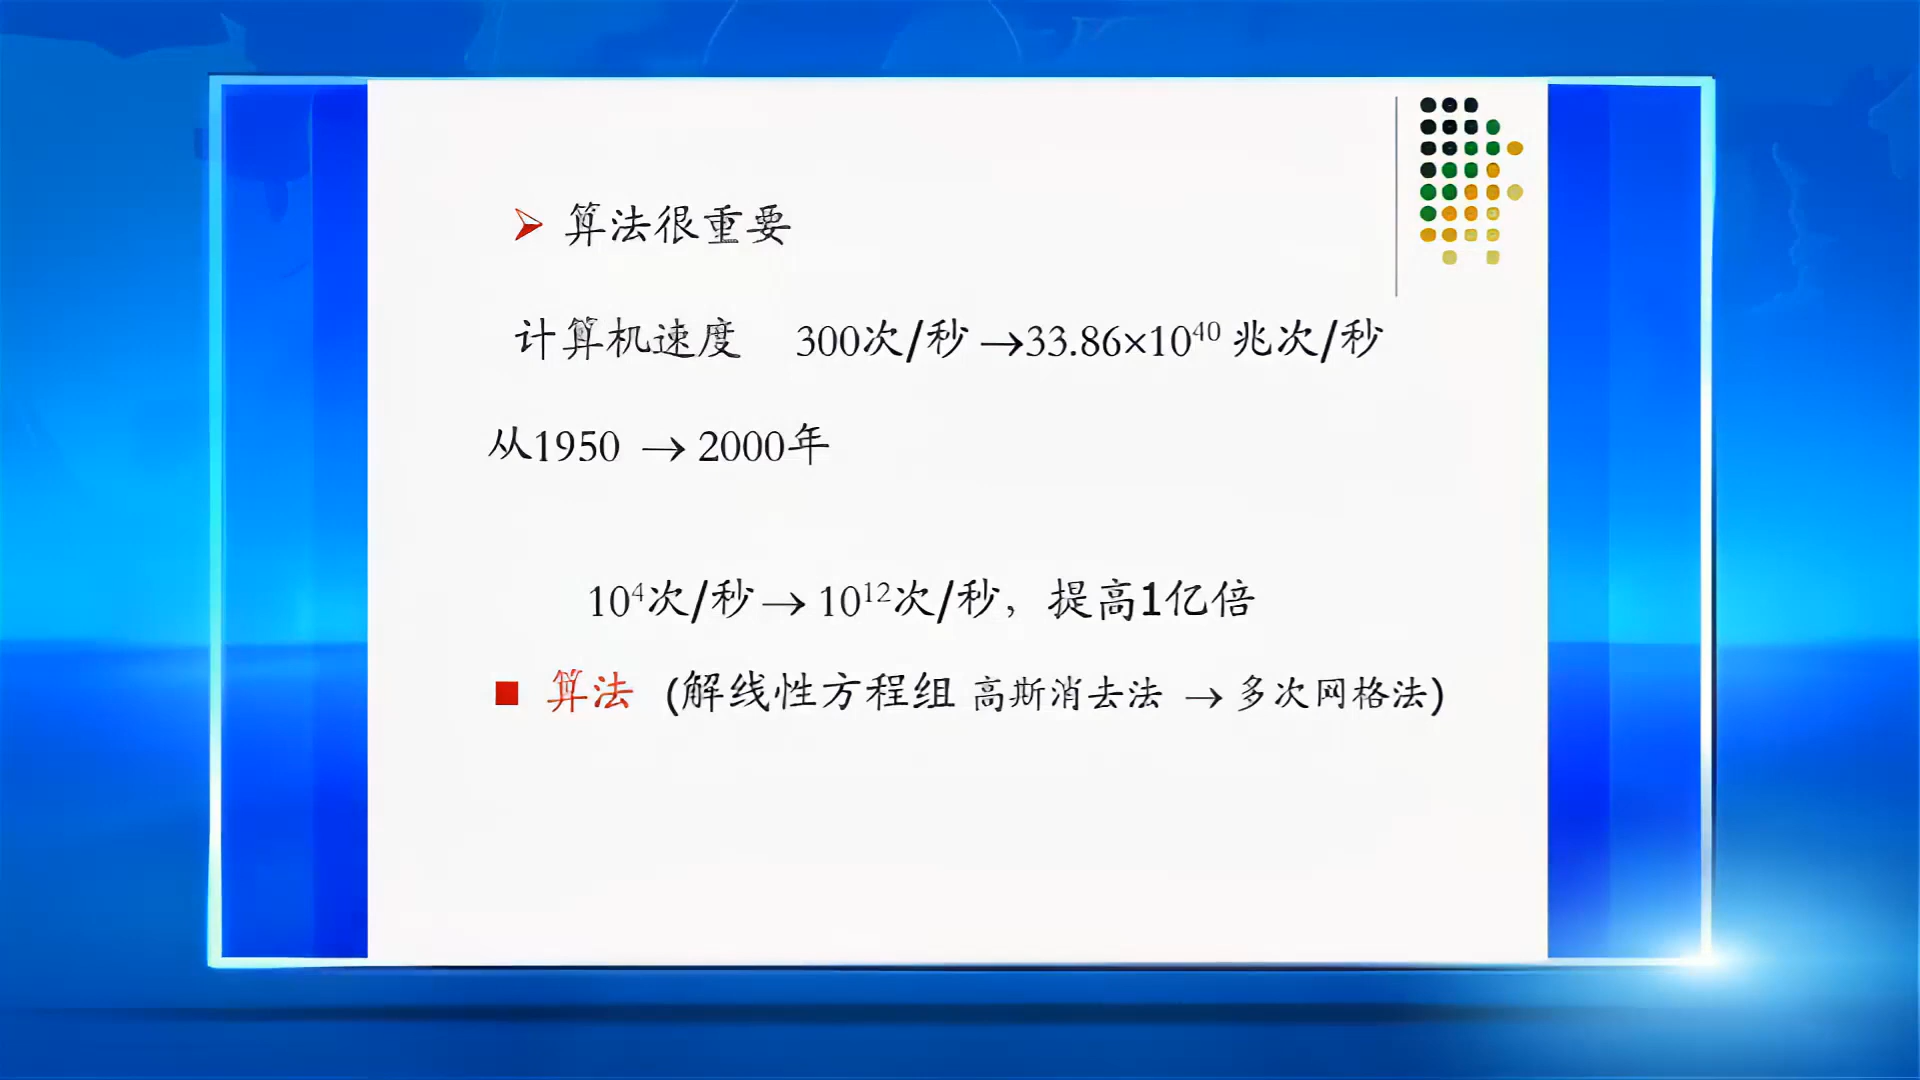 算法很重要
计算机速度 300次/秒 →33.86×10⁴⁰ 兆次/秒
从1950 → 2000年
10⁴次/秒→ 10¹²次/秒，提高1亿倍
算法 (解线性方程组 高斯消去法 → 多次网格法)